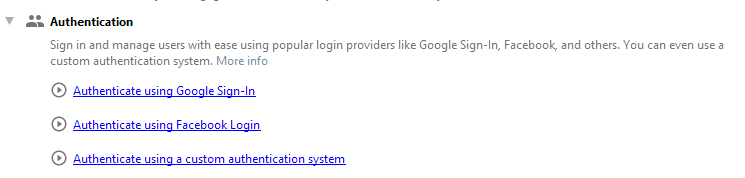 Authentication
Sign in and manage users with ease using popular login providers like Google Sign-In, Facebook, and others. You can even use a
custom authentication system. More info
Authenticate using Google Sign-In
Authenticate using Facebook Login
Authenticate using a custom authentication system